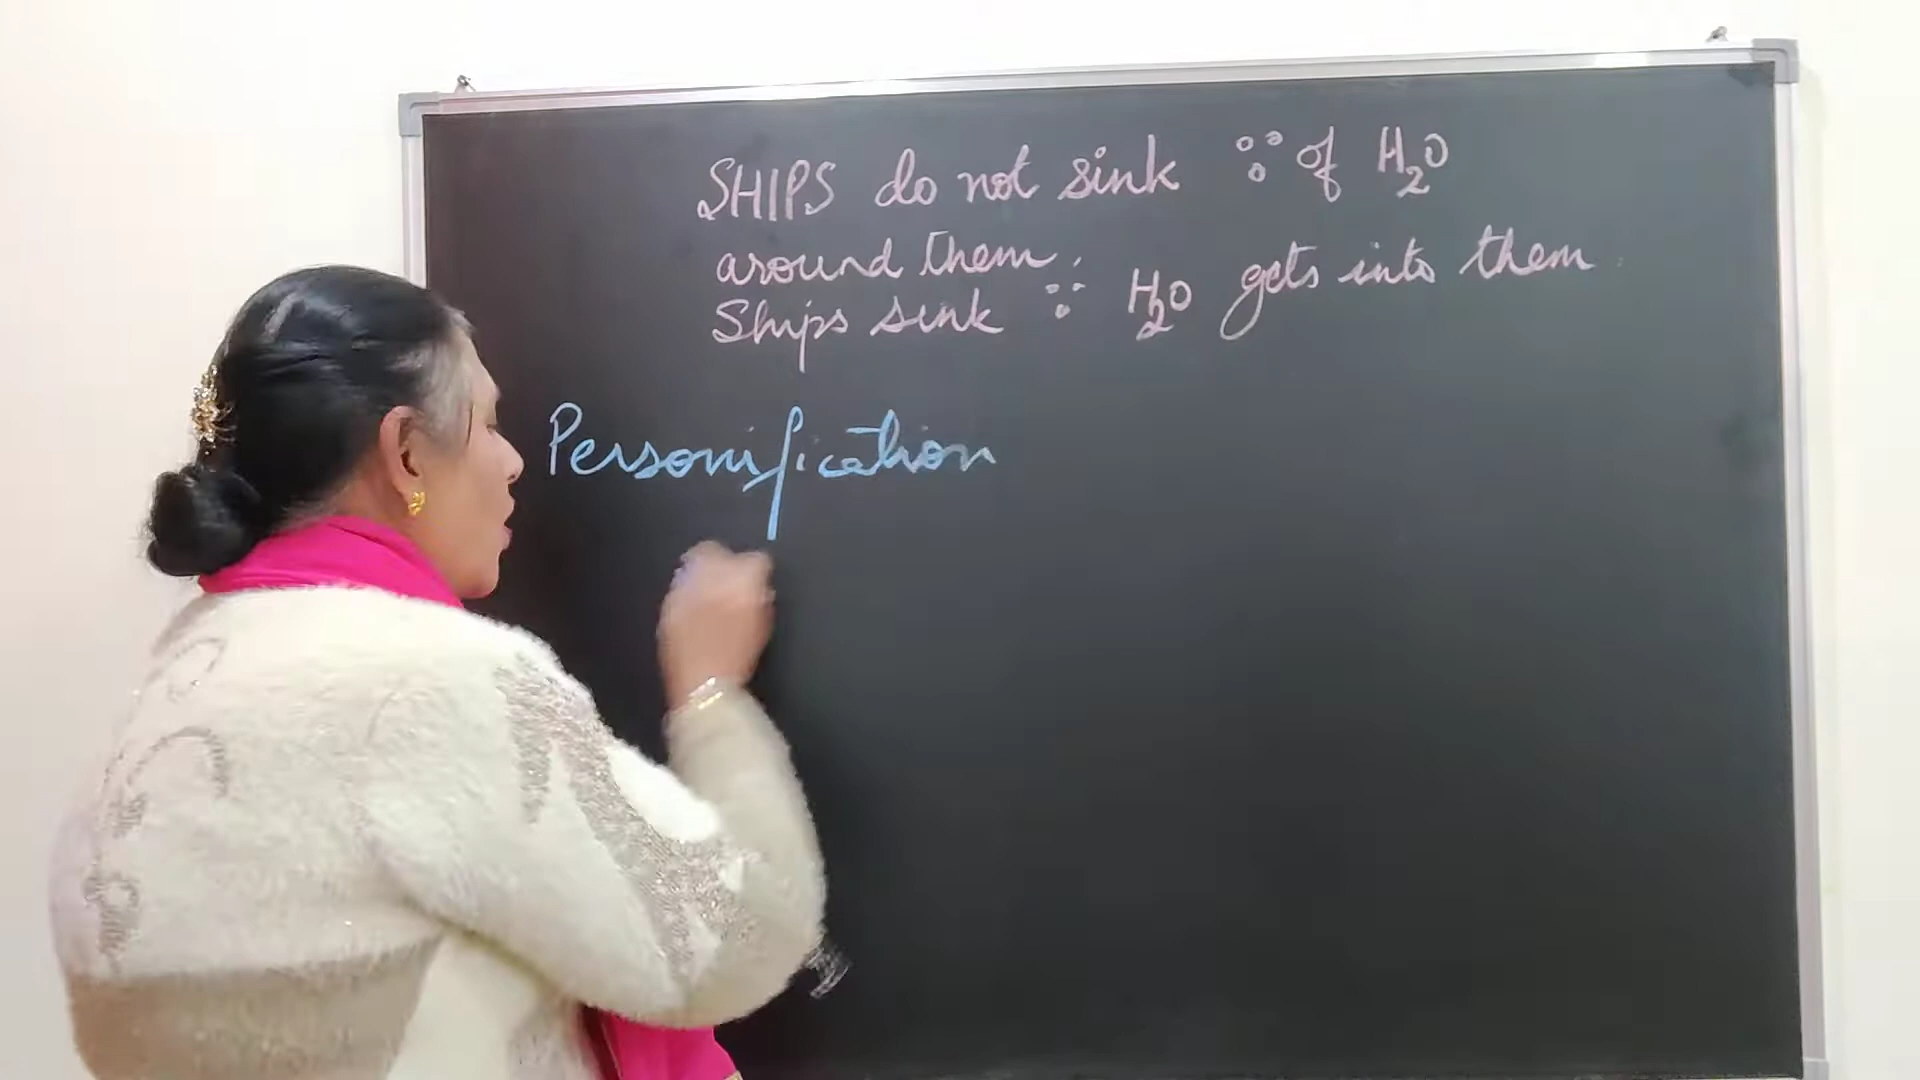 SHIPS do not sink ∵ of H₂O
around them.
Ships sink ∵ H₂O gets into them
Personification